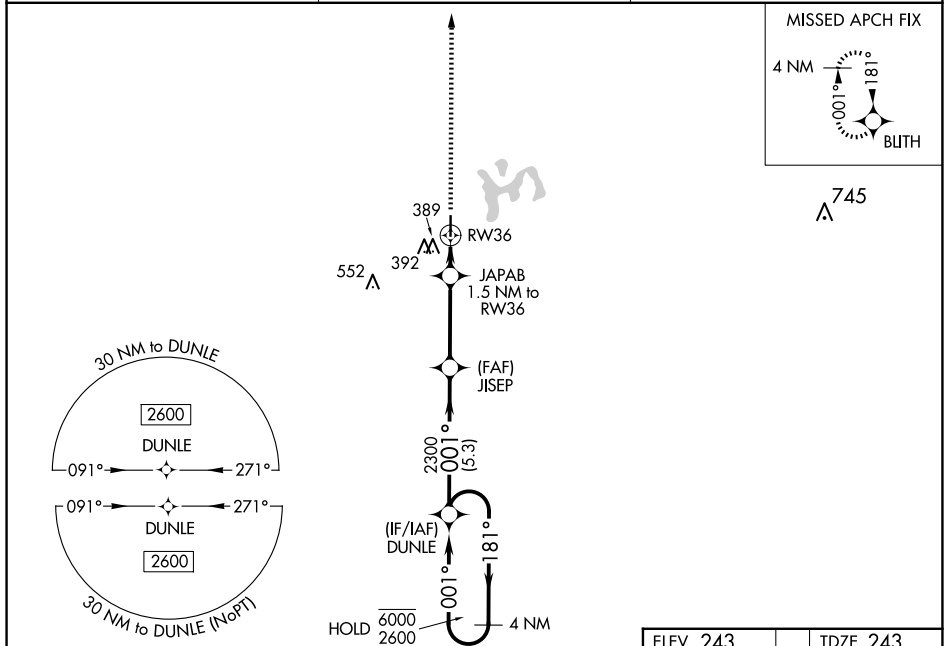 MISSED APCH FIX
4 NM
001°
181°
BLITH
745
389
RW36
392
552
JAPAB
1.5 NM to
RW36
(FAF)
JISEP
30 NM to DUNLE
2600
DUNLE
091°
271°
091°
271°
DUNLE
2600
30 NM to DUNLE (NoPT)
2300
001°
(5.3)
(IF/IAF)
DUNLE
001°
181°
HOLD
6000
2600
4 NM
ELEV 243
TDZE 243